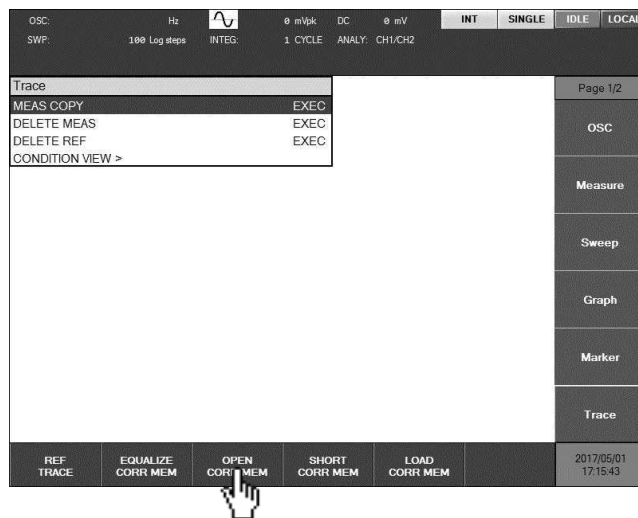 OSC: Hz 0 mVpk DC 0 mV INT SINGLE IDLE LOCAL
SWP: 100 Log steps INTEG: 1 CYCLE ANALY: CH1/CH2
Trace
MEAS COPY EXEC
DELETE MEAS EXEC
DELETE REF EXEC
CONDITION VIEW >
Page 1/2
OSC
Measure
Sweep
Graph
Marker
Trace
REF TRACE
EQUALIZE CORR MEM
OPEN CORR MEM
SHORT CORR MEM
LOAD CORR MEM
2017/05/01
17:15:43